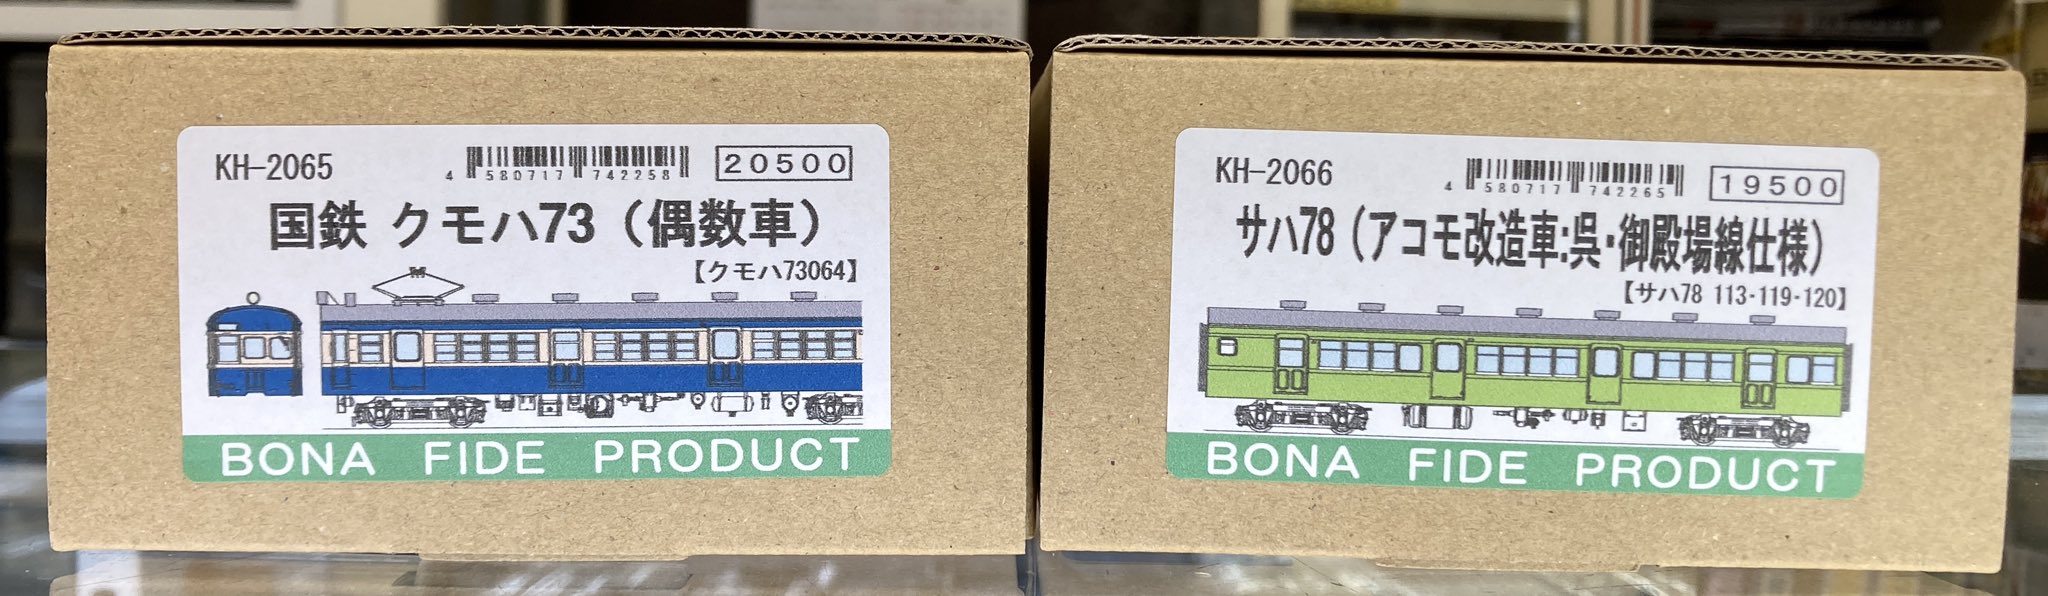 KH-2065
4 580717 742258
20500
国鉄 クモハ73（偶数車）
【クモハ73064】
BONA FIDE PRODUCT
KH-2066
4 580717 742265
19500
サハ78（アコモ改造車:呉・御殿場線仕様）
【サハ78 113・119・120】
BONA FIDE PRODUCT